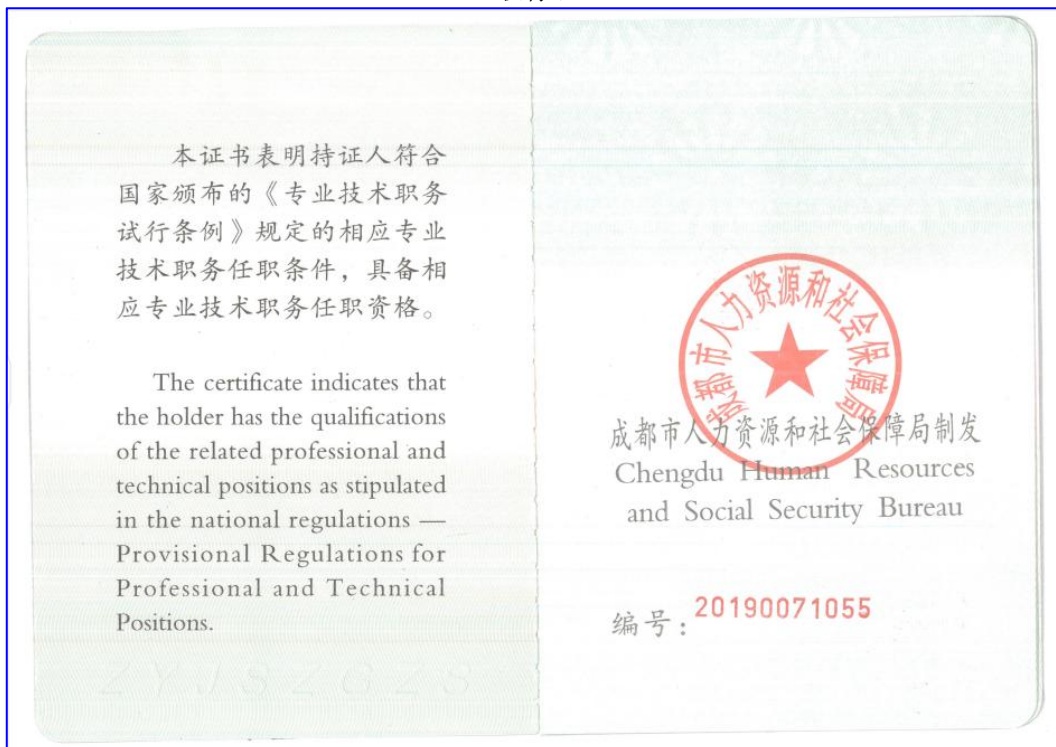 本证书表明持证人符合
国家颁布的《专业技术职务
试行条例》规定的相应专业
技术职务任职条件，具备相
应专业技术职务任职资格。
The certificate indicates that
the holder has the qualifications
of the related professional and
technical positions as stipulated
in the national regulations —
Provisional Regulations for
Professional and Technical
Positions.
ZYJSZGZS
成都市人力资源和社会保障局
成都市人力资源和社会保障局制发
Chengdu Human Resources
and Social Security Bureau
编号：20190071055